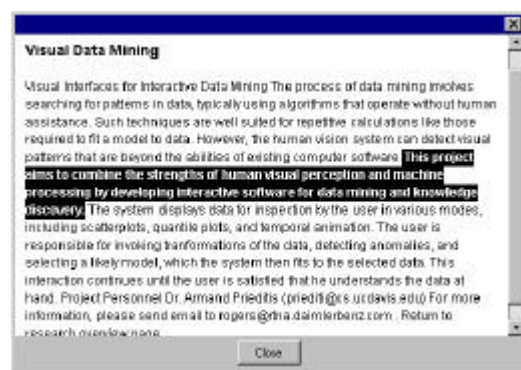 Visual Data Mining
Visual Interfaces for Interactive Data Mining The process of data mining involves
searching for patterns in data, typically using algorithms that operate without human
assistance. Such techniques are well suited for repetitive calculations like those
required to fit a model to data. However, the human vision system can detect visual
patterns that are beyond the abilities of existing computer software. This project
aims to combine the strengths of human visual perception and machine
processing by developing interactive software for data mining and knowledge
discovery. The system displays data for inspection by the user in various modes,
including scatterplots, quantile plots, and temporal animation. The user is
responsible for invoking tranformations of the data, detecting anomalies, and
selecting a likely model, which the system then fits to the selected data. This
interaction continues until the user is satisfied that he understands the data at
hand. Project Personnel Dr. Armand Prieditis (priediti@cs.ucdavis.edu) For more
information, please send email to rogers@rtna.daimlerbenz.com . Return to
research overview page
Close